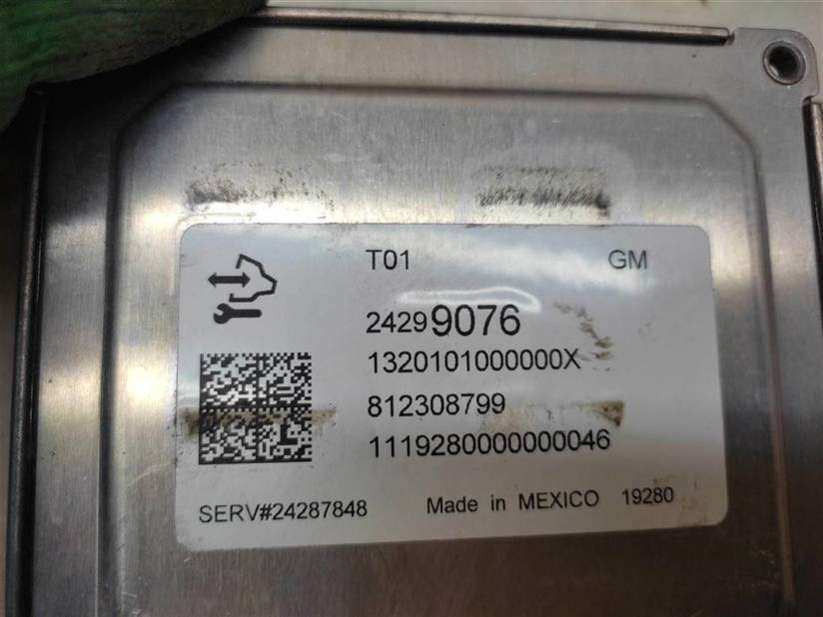 T01 GM
24299076
1320101000000X
812308799
1119280000000046
SERV#24287848 Made in MEXICO 19280